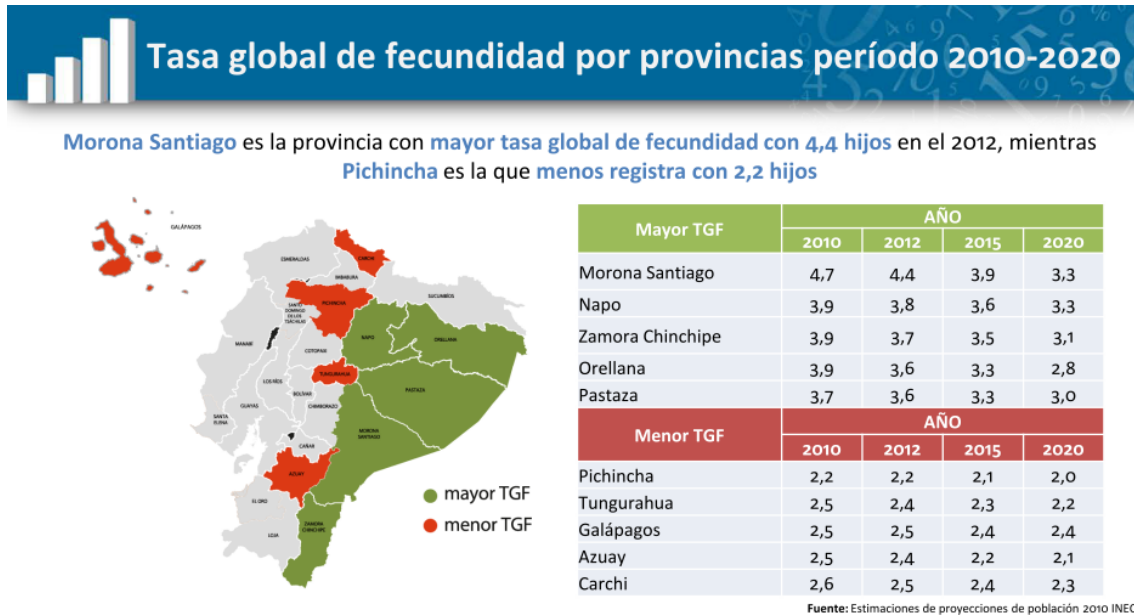 Tasa global de fecundidad por provincias período 2010-2020
Morona Santiago es la provincia con mayor tasa global de fecundidad con 4,4 hijos en el 2012, mientras
Pichincha es la que menos registra con 2,2 hijos
GALÁPAGOS
ESMERALDAS
CARCHI
IMBABURA
SUCUMBÍOS
PICHINCHA
SANTO
DOMINGO
DE LOS
TSÁCHILAS
NAPO
ORELLANA
MANABÍ
COTOPAXI
TUNGURAHUA
LOS RÍOS
BOLÍVAR
PASTAZA
GUAYAS
CHIMBORAZO
SANTA
ELENA
MORONA
SANTIAGO
CAÑAR
AZUAY
EL ORO
ZAMORA
CHINCHIPE
LOJA
mayor TGF
menor TGF
Mayor TGF AÑO
2010 2012 2015 2020
Morona Santiago 4,7 4,4 3,9 3,3
Napo 3,9 3,8 3,6 3,3
Zamora Chinchipe 3,9 3,7 3,5 3,1
Orellana 3,9 3,6 3,3 2,8
Pastaza 3,7 3,6 3,3 3,0
Menor TGF AÑO
2010 2012 2015 2020
Pichincha 2,2 2,2 2,1 2,0
Tungurahua 2,5 2,4 2,3 2,2
Galápagos 2,5 2,5 2,4 2,4
Azuay 2,5 2,4 2,2 2,1
Carchi 2,6 2,5 2,4 2,3
Fuente: Estimaciones de proyecciones de población 2010 INEC